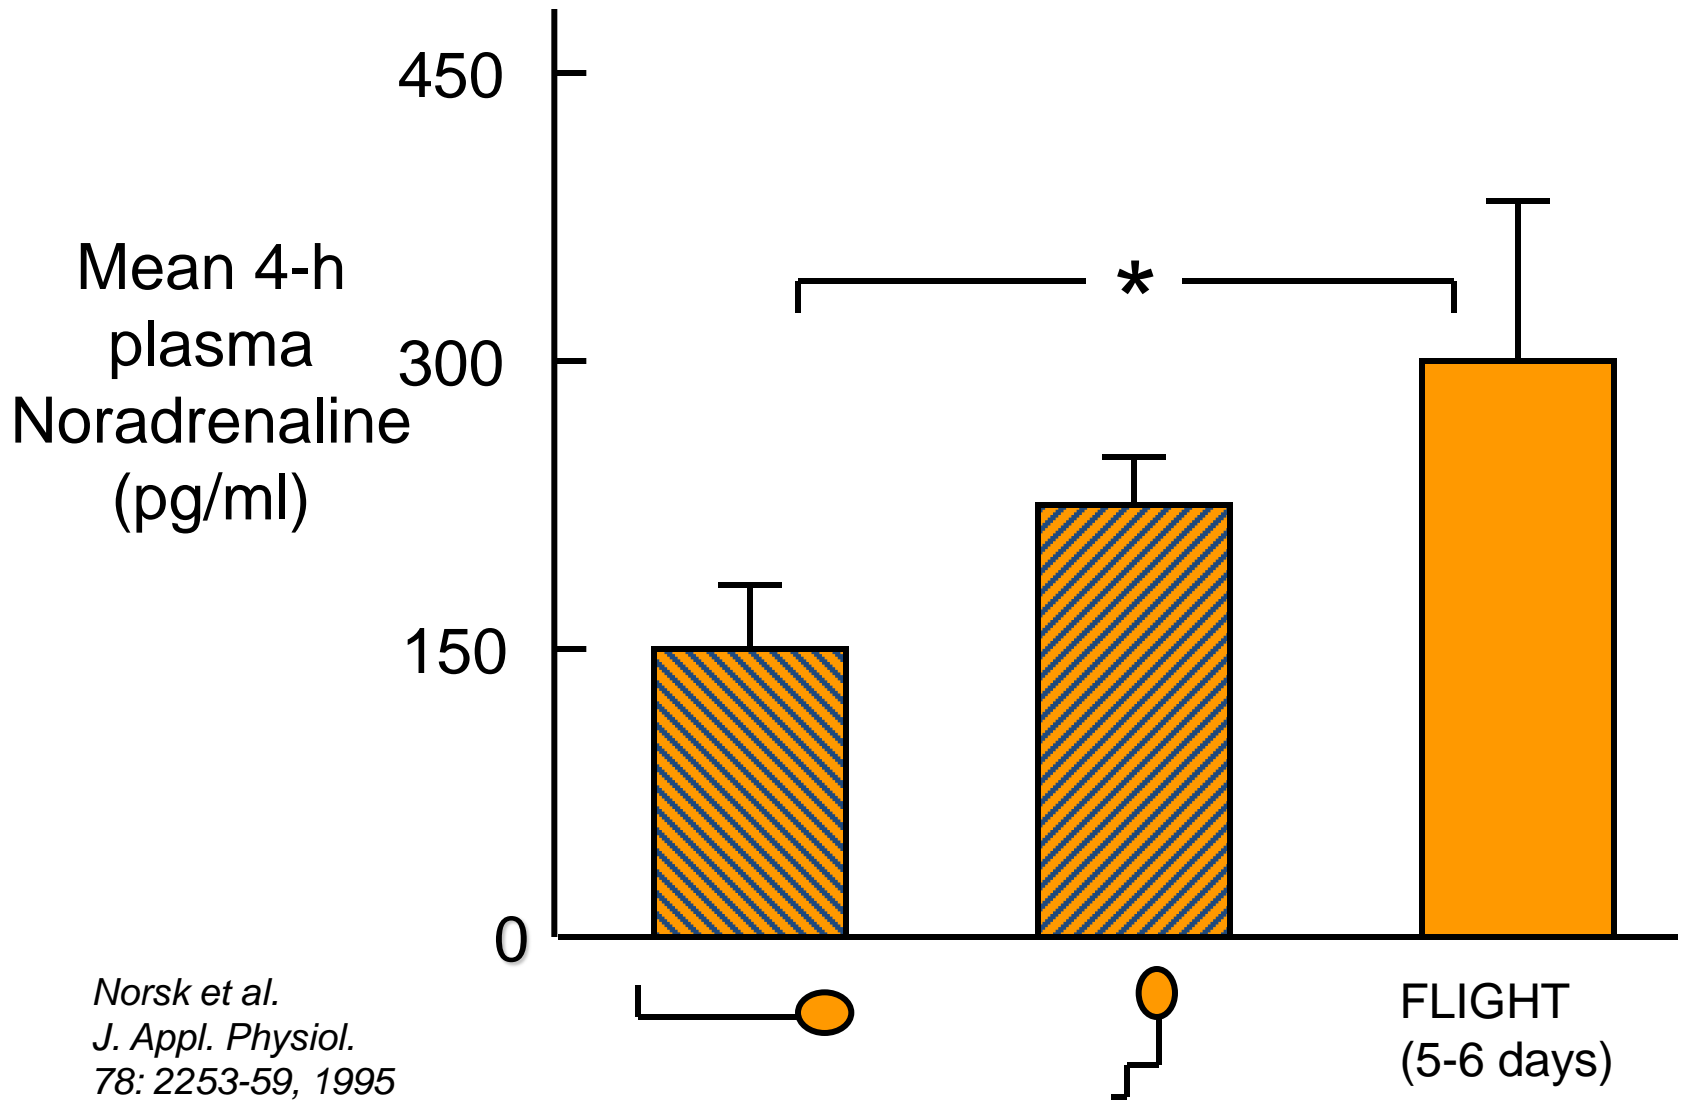 450
Mean 4-h
plasma
Noradrenaline
(pg/ml)
300
*
150
0
Norsk et al.
J. Appl. Physiol.
78: 2253-59, 1995
FLIGHT
(5-6 days)